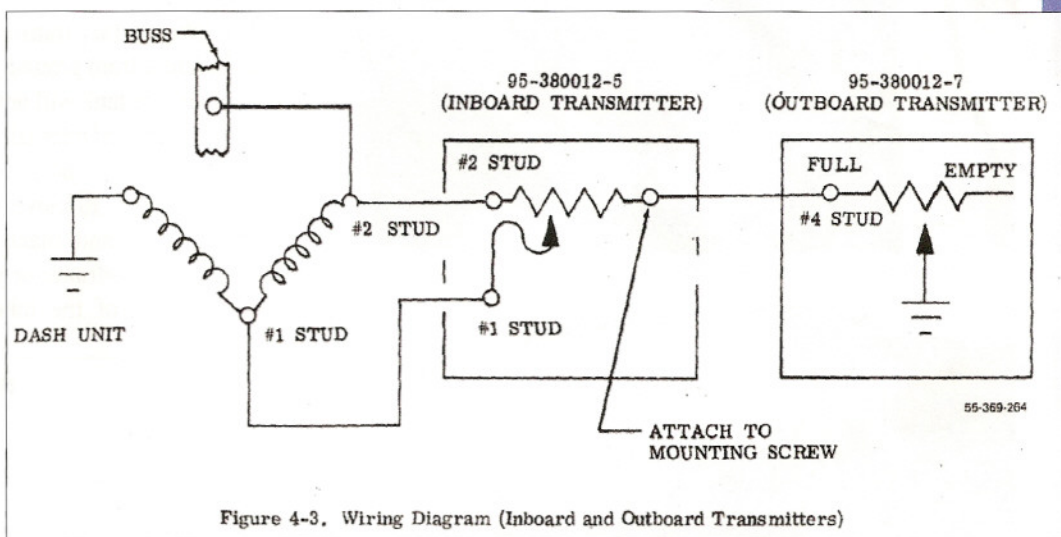 BUSS
95-380012-5
(INBOARD TRANSMITTER)
95-380012-7
(OUTBOARD TRANSMITTER)
#2 STUD
FULL
EMPTY
#2 STUD
#4 STUD
DASH UNIT
#1 STUD
#1 STUD
55-369-264
ATTACH TO
MOUNTING SCREW
Figure 4-3. Wiring Diagram (Inboard and Outboard Transmitters)